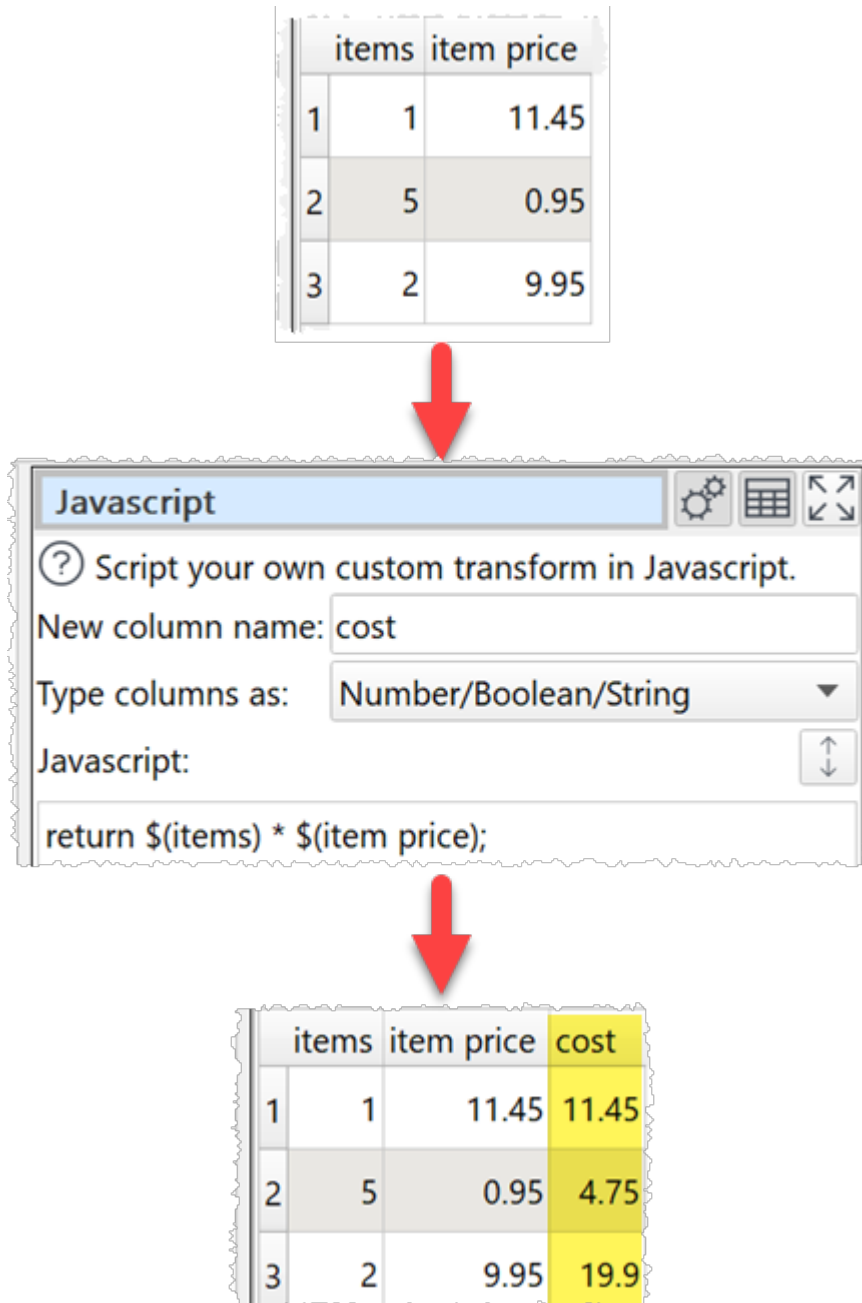 items item price
1 1 11.45
2 5 0.95
3 2 9.95
Javascript
? Script your own custom transform in Javascript.
New column name: cost
Type columns as: Number/Boolean/String
Javascript:
return $(items) * $(item price);
items item price cost
1 1 11.45 11.45
2 5 0.95 4.75
3 2 9.95 19.9